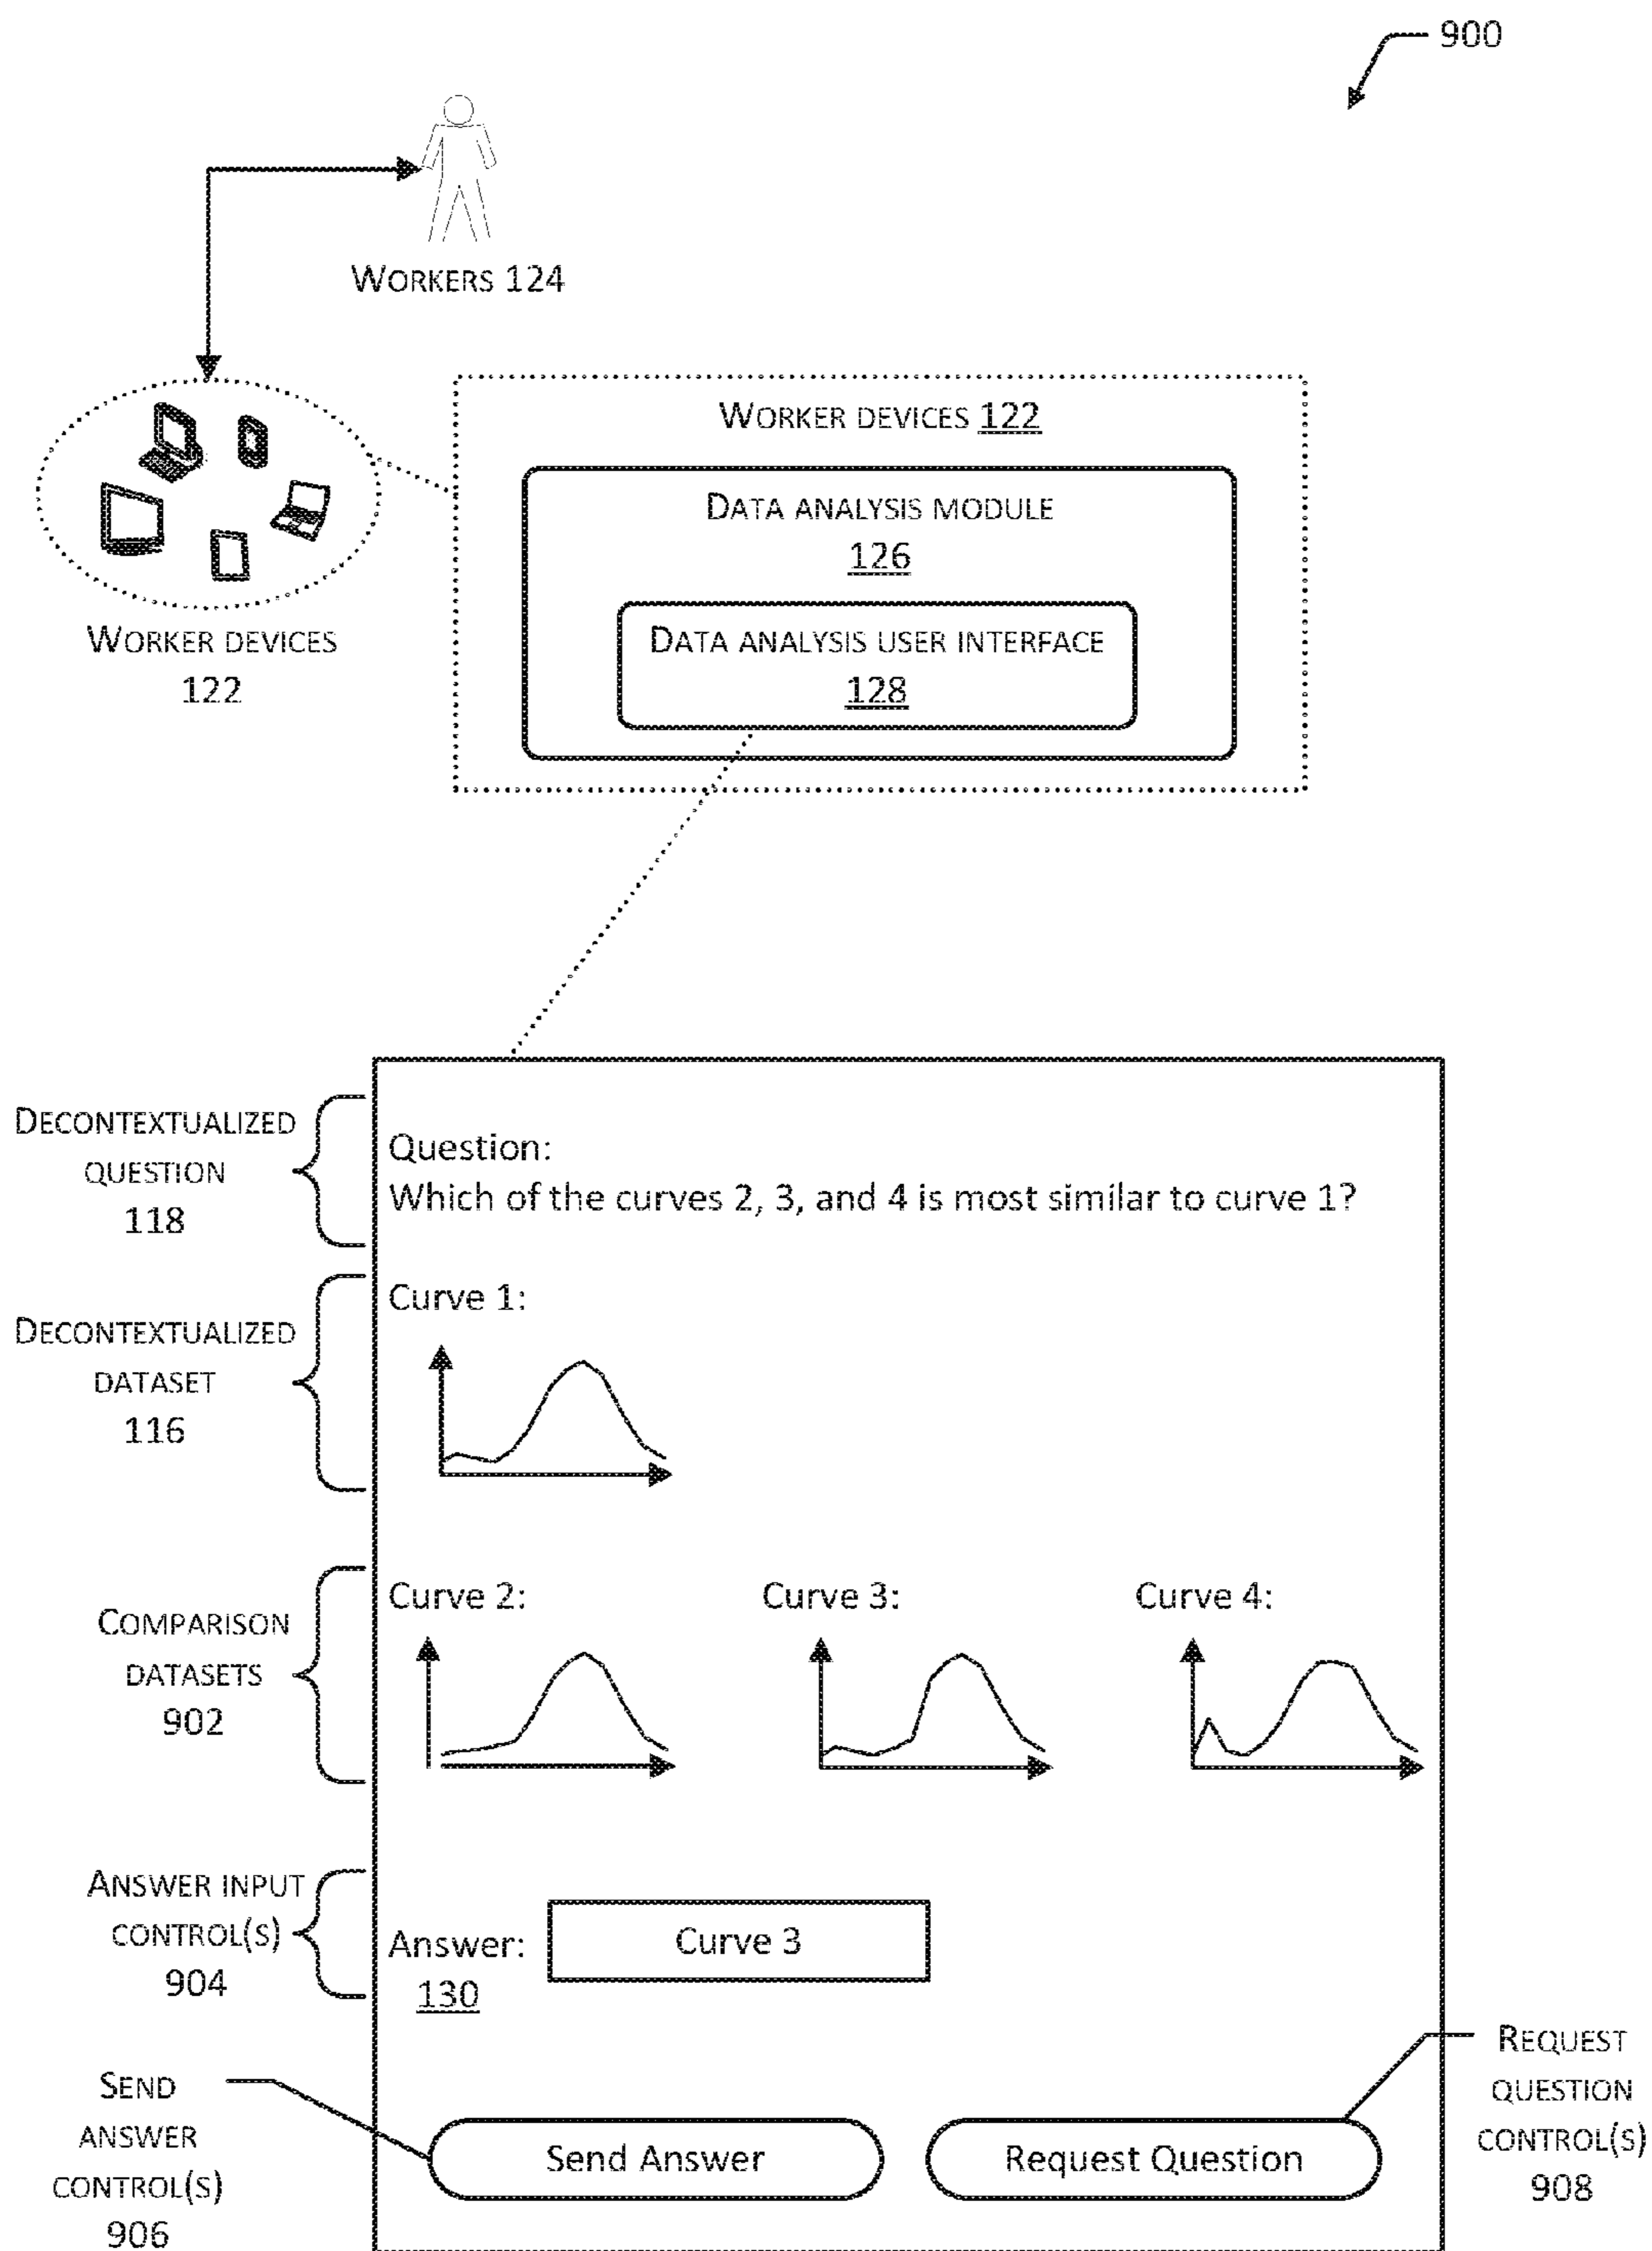 900
WORKERS 124
WORKER DEVICES
122
WORKER DEVICES 122
DATA ANALYSIS MODULE
126
DATA ANALYSIS USER INTERFACE
128
DECONTEXTUALIZED
QUESTION
118
Question:
Which of the curves 2, 3, and 4 is most similar to curve 1?
DECONTEXTUALIZED
DATASET
116
Curve 1:
COMPARISON
DATASETS
902
Curve 2:
Curve 3:
Curve 4:
ANSWER INPUT
CONTROL(S)
904
Answer:
130
Curve 3
SEND
ANSWER
CONTROL(S)
906
Send Answer
Request Question
REQUEST
QUESTION
CONTROL(S)
908